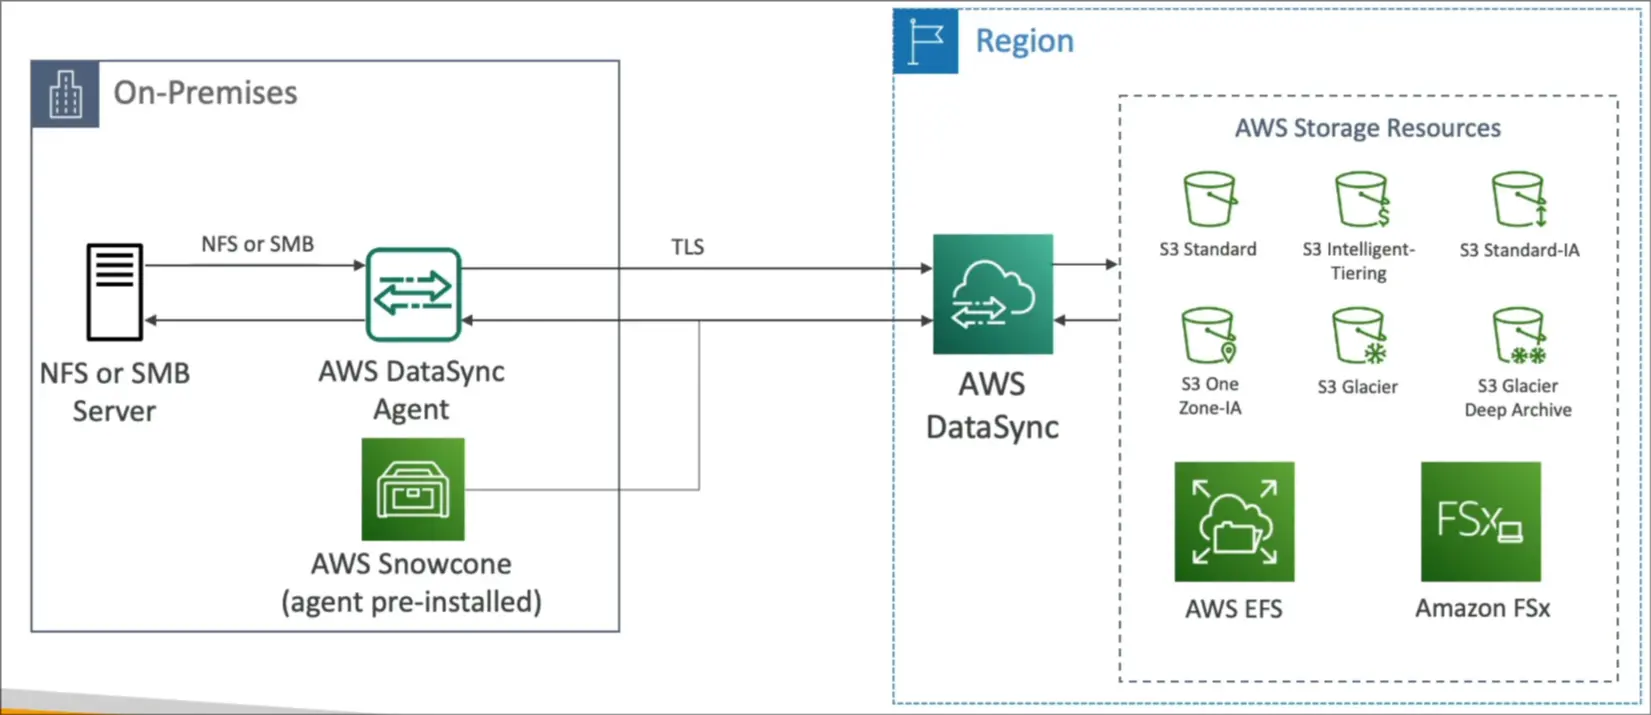 Region
On-Premises
AWS Storage Resources
S3 Standard
S3 Intelligent-
Tiering
S3 Standard-IA
NFS or SMB
TLS
S3 One
Zone-IA
S3 Glacier
S3 Glacier
Deep Archive
NFS or SMB
Server
AWS DataSync
Agent
AWS
DataSync
AWS Snowcone
(agent pre-installed)
FSx
AWS EFS
Amazon FSx